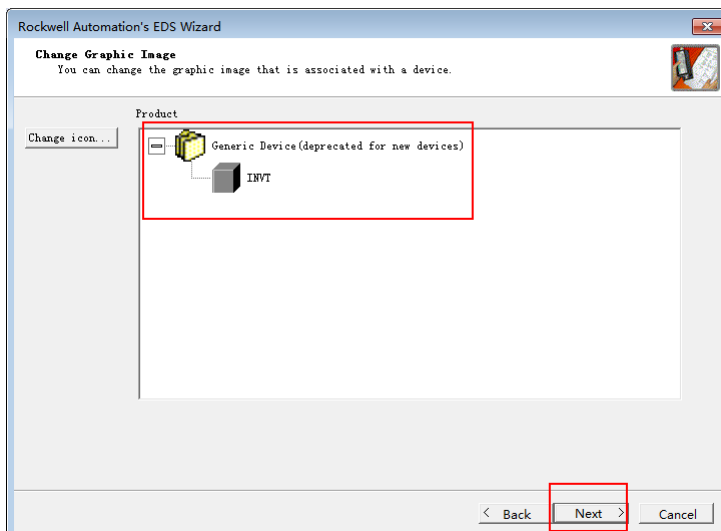 Rockwell Automation's EDS Wizard
Change Graphic Image
You can change the graphic image that is associated with a device.
Product
Change icon...
Generic Device(deprecated for new devices)
INVT
< Back
Next >
Cancel